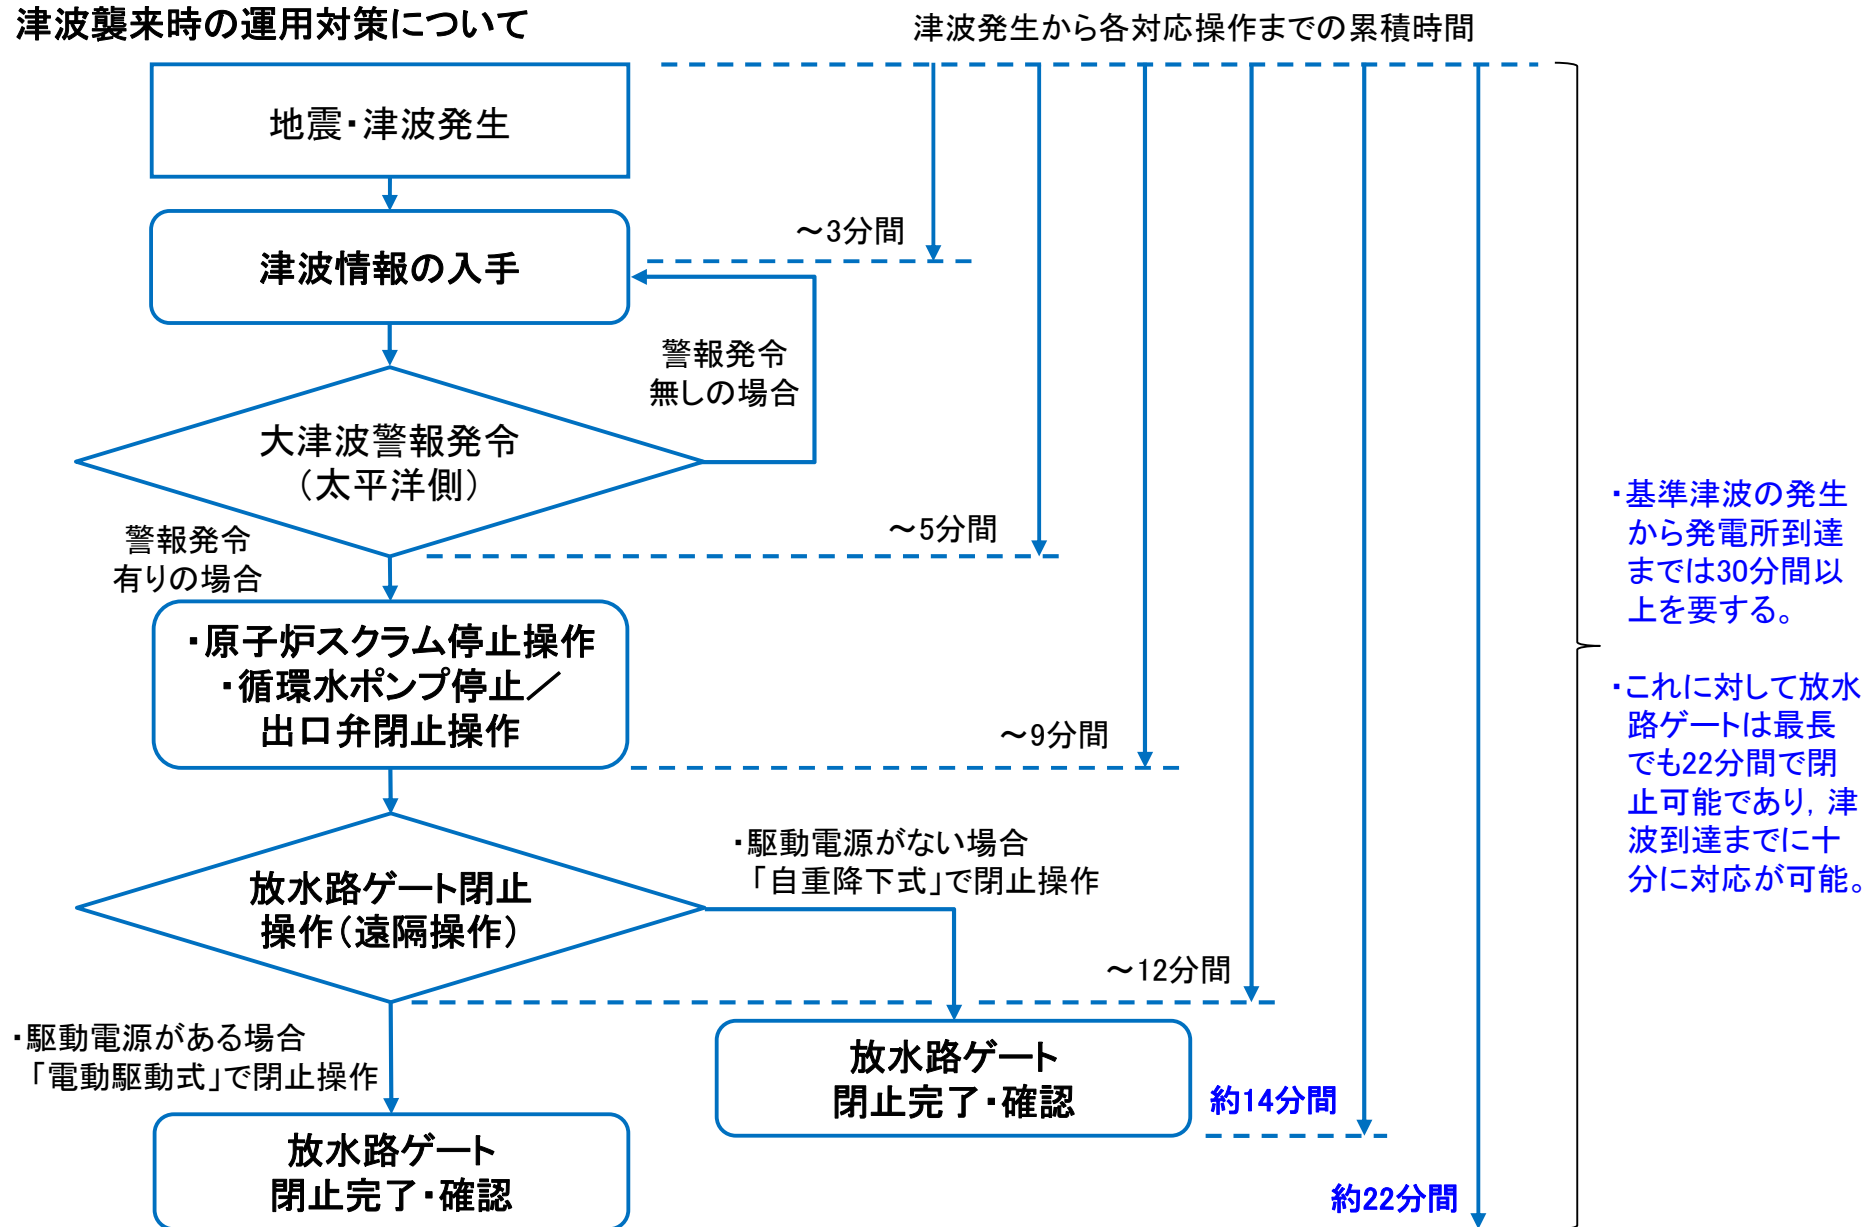 津波襲来時の運用対策について
津波発生から各対応操作までの累積時間
地震・津波発生
～3分間
津波情報の入手
警報発令
無しの場合
大津波警報発令
（太平洋側）
～5分間
警報発令
有りの場合
・原子炉スクラム停止操作
・循環水ポンプ停止／
出口弁閉止操作
～9分間
放水路ゲート閉止
操作（遠隔操作）
・駆動電源がない場合
「自重降下式」で閉止操作
～12分間
・駆動電源がある場合
「電動駆動式」で閉止操作
放水路ゲート
閉止完了・確認
約14分間
放水路ゲート
閉止完了・確認
約22分間
・基準津波の発生
から発電所到達
までは30分間以
上を要する。
・これに対して放水
路ゲートは最長
でも22分間で閉
止可能であり，津
波到達までに十
分に対応が可能。